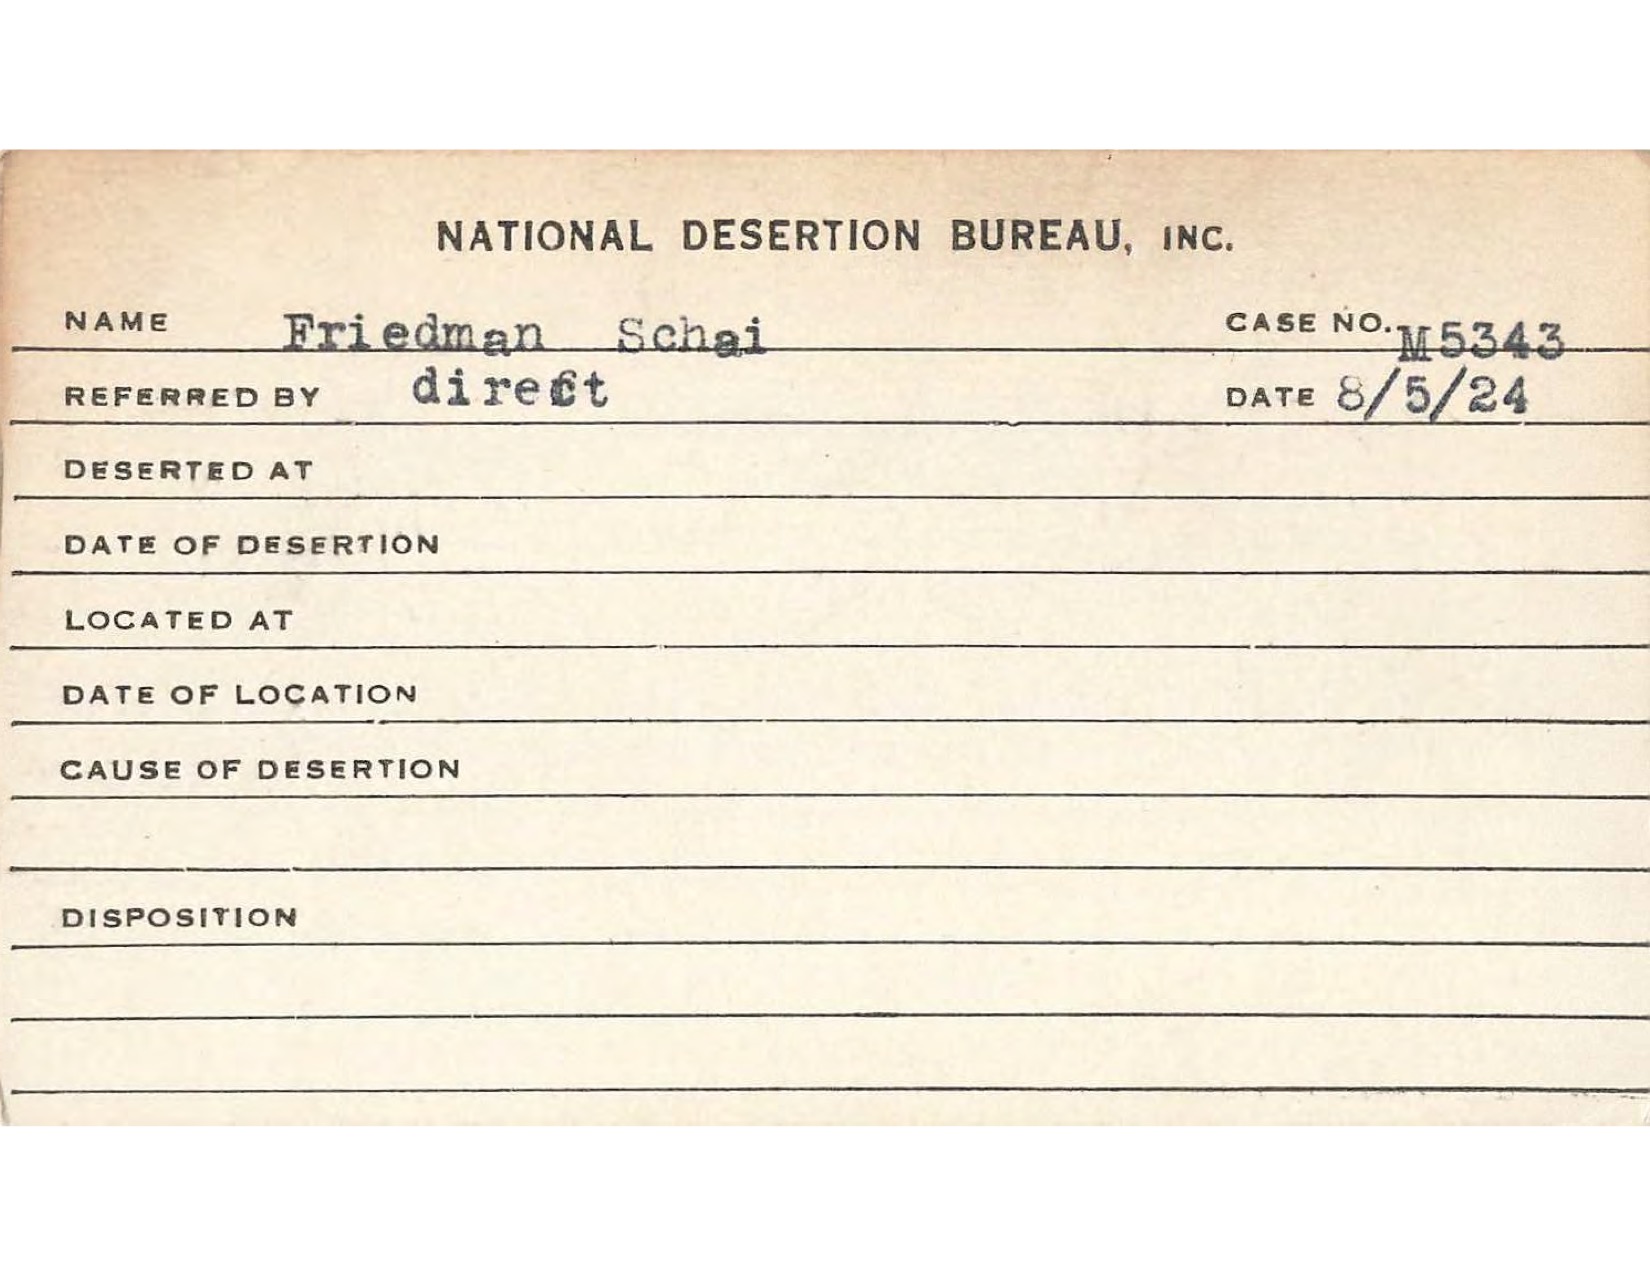 NATIONAL DESERTION BUREAU, INC.
NAME Friedman Schai CASE NO. M5343
REFERRED BY direct DATE 8/5/24
DESERTED AT
DATE OF DESERTION
LOCATED AT
DATE OF LOCATION
CAUSE OF DESERTION
DISPOSITION